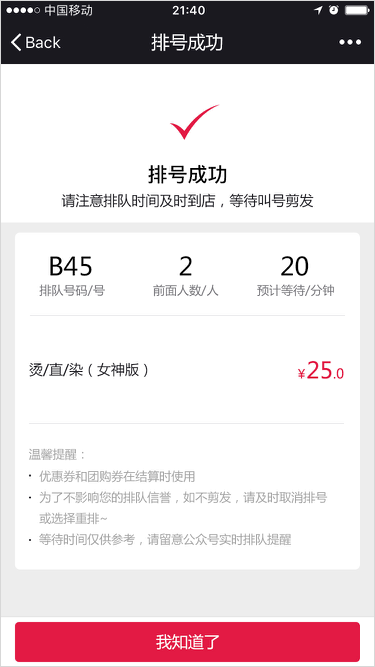 中国移动 21:40
Back 排号成功
排号成功
请注意排队时间及时到店，等待叫号剪发
B45 2 20
排队号码/号 前面人数/人 预计等待/分钟
烫/直/染（女神版） ¥25.0
温馨提醒：
· 优惠券和团购券在结算时使用
· 为了不影响您的排队信誉，如不剪发，请及时取消排号
或选择重排~
· 等待时间仅供参考，请留意公众号实时排队提醒
我知道了